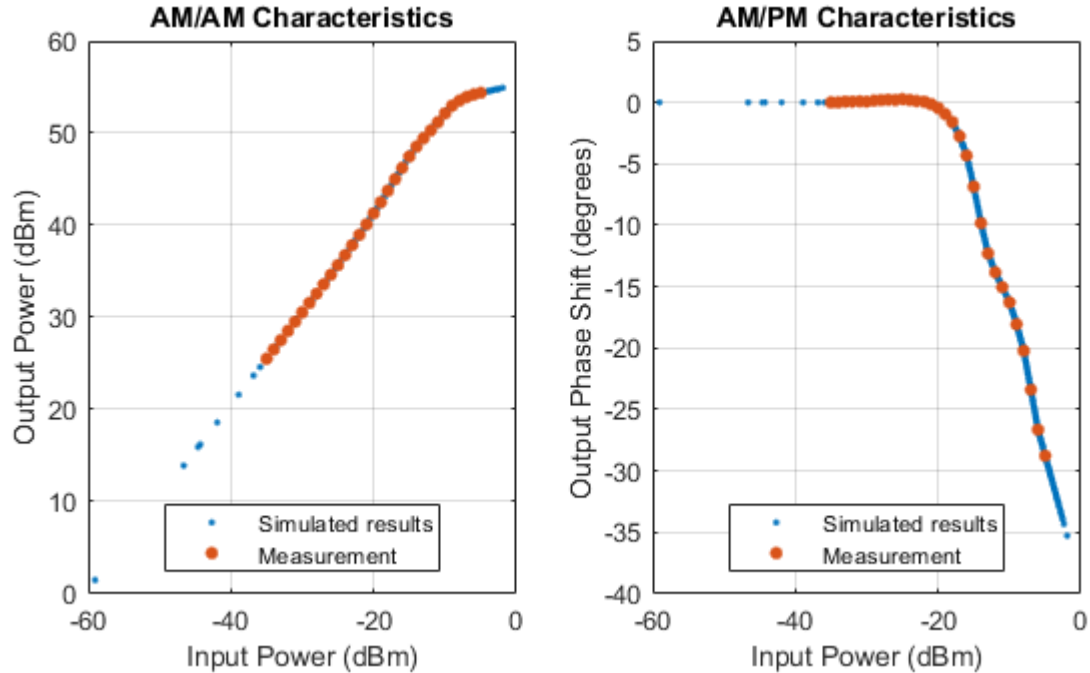 AM/AM Characteristics
60
50
40
30
20
10
0
-60
-40
-20
0
Output Power (dBm)
Input Power (dBm)
Simulated results
Measurement
AM/PM Characteristics
5
0
-5
-10
-15
-20
-25
-30
-35
-40
-60
-40
-20
0
Output Phase Shift (degrees)
Input Power (dBm)
Simulated results
Measurement